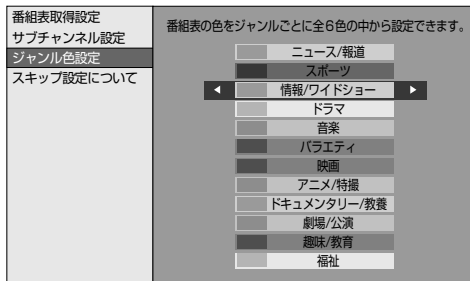 番組表取得設定
サブチャンネル設定
ジャンル色設定
スキップ設定について
番組表の色をジャンルごとに全6色の中から設定できます。
ニュース/報道
スポーツ
情報/ワイドショー
ドラマ
音楽
バラエティ
映画
アニメ/特撮
ドキュメンタリー/教養
劇場/公演
趣味/教育
福祉